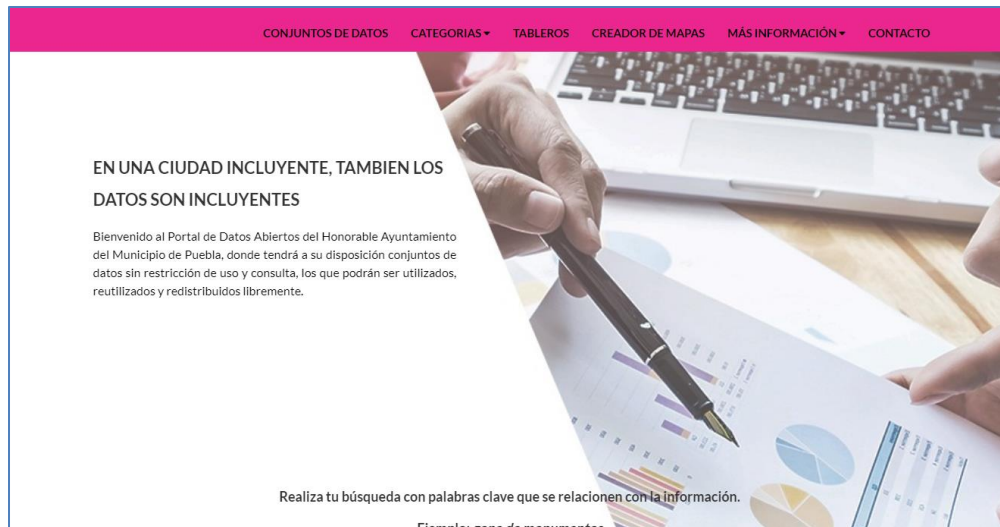 CONJUNTOS DE DATOS CATEGORIAS TABLEROS CREADOR DE MAPAS MÁS INFORMACIÓN CONTACTO
EN UNA CIUDAD INCLUYENTE, TAMBIEN LOS
DATOS SON INCLUYENTES
Bienvenido al Portal de Datos Abiertos del Honorable Ayuntamiento
del Municipio de Puebla, donde tendrá a su disposición conjuntos de
datos sin restricción de uso y consulta, los que podrán ser utilizados,
reutilizados y redistribuidos libremente.
Realiza tu búsqueda con palabras clave que se relacionen con la información.
Ejemplo: de monumentos